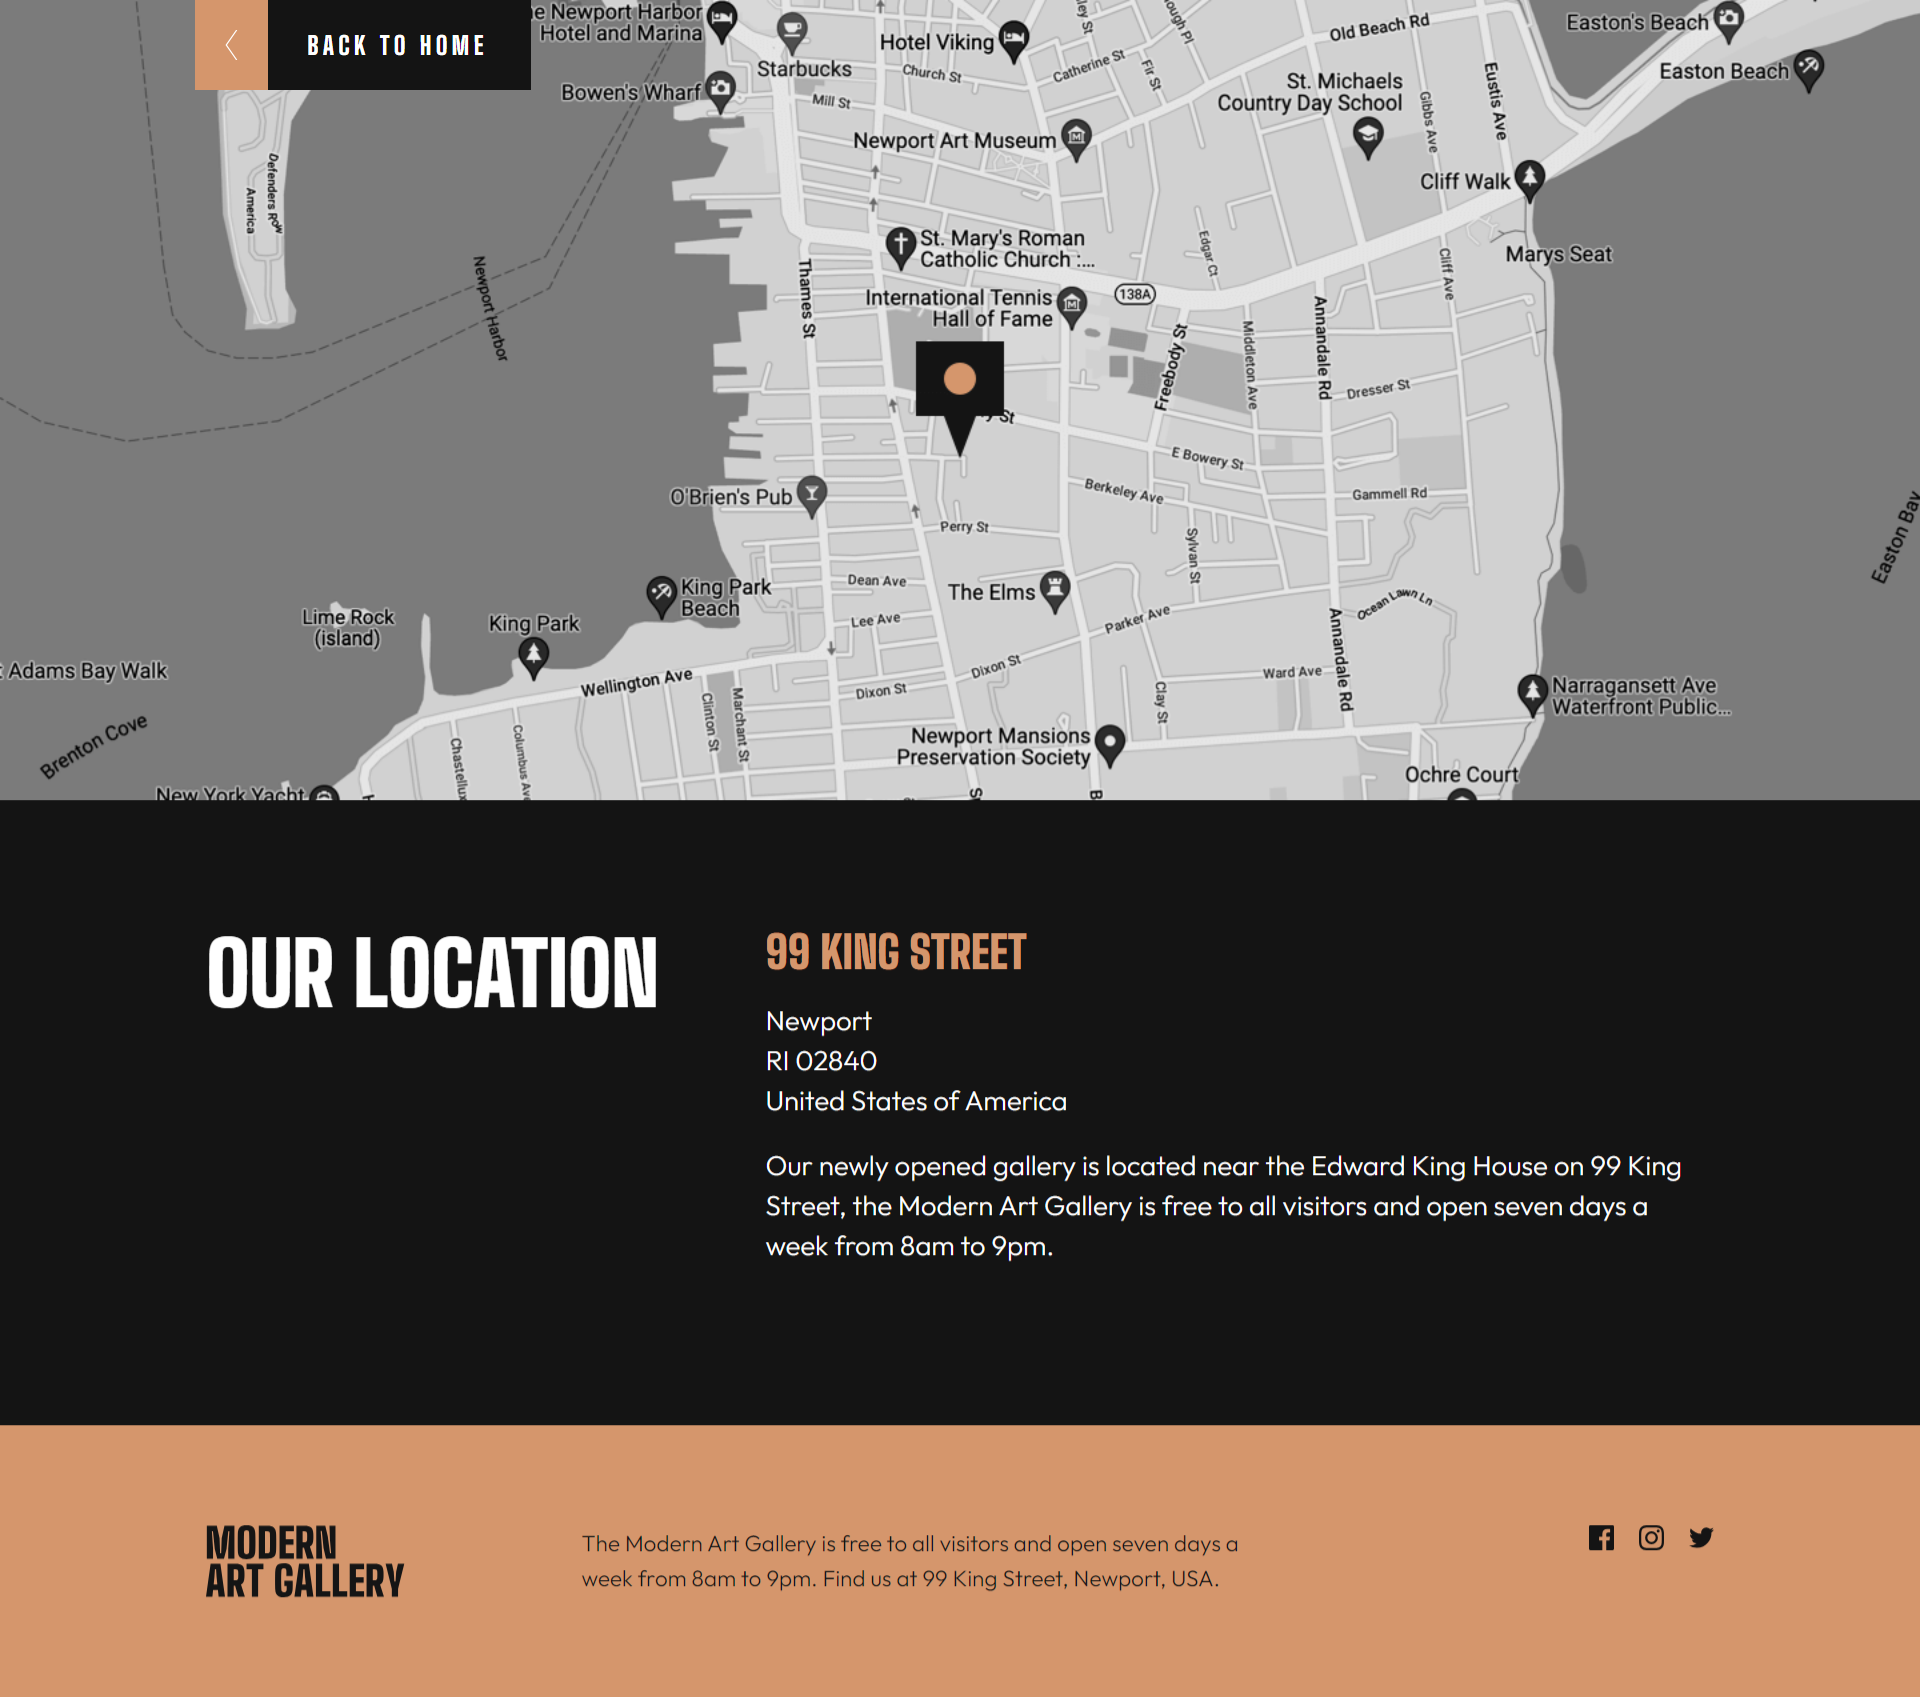 BACK TO HOME
e Newport Harbor
Hotel and Marina
Starbucks
Hotel Viking
Church St
Catherine St
Fir St
Old Beach Rd
Easton's Beach
Easton Beach
Bowen's Wharf
Mill St
St. Michaels
Country Day School
Gibbs Ave
Eustis Ave
Newport Art Museum
Cliff Walk
Defenders Row
America
Newport Harbor
St. Mary's Roman
Catholic Church :...
Edgar Ct
Cliff Ave
Marys Seat
Thames St
International Tennis
Hall of Fame
138A
Freebody St
Middleton Ave
Annandale Rd
Dresser St
y St
E Bowery St
Berkeley Ave
Gammell Rd
O'Brien's Pub
Perry St
Sylvan St
Easton Bay
King Park
Beach
Dean Ave
The Elms
Ocean Lawn Ln
Lime Rock
(island)
King Park
Lee Ave
Parker Ave
Annandale Rd
Adams Bay Walk
Wellington Ave
Dixon St
Dixon St
Ward Ave
Clinton St
Marchant St
Clay St
Narragansett Ave
Waterfront Public...
Brenton Cove
Chastellux
Columbus Ave
Newport Mansions
Preservation Society
Ochre Court
New York Yacht
OUR LOCATION
99 KING STREET
Newport
RI 02840
United States of America
Our newly opened gallery is located near the Edward King House on 99 King
Street, the Modern Art Gallery is free to all visitors and open seven days a
week from 8am to 9pm.
MODERN
ART GALLERY
The Modern Art Gallery is free to all visitors and open seven days a
week from 8am to 9pm. Find us at 99 King Street, Newport, USA.